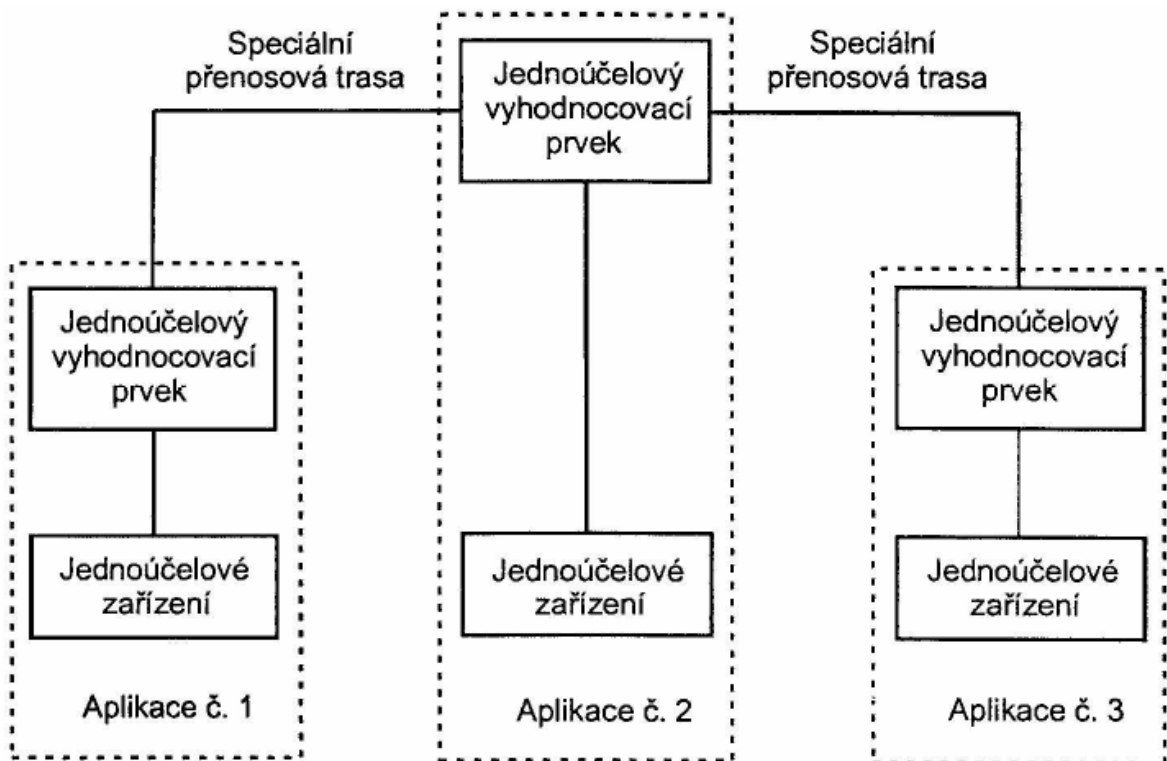 Speciální
přenosová trasa
Jednoúčelový
vyhodnocovací
prvek
Speciální
přenosová trasa
Jednoúčelový
vyhodnocovací
prvek
Jednoúčelový
vyhodnocovací
prvek
Jednoúčelové
zařízení
Jednoúčelové
zařízení
Jednoúčelové
zařízení
Aplikace č. 1
Aplikace č. 2
Aplikace č. 3